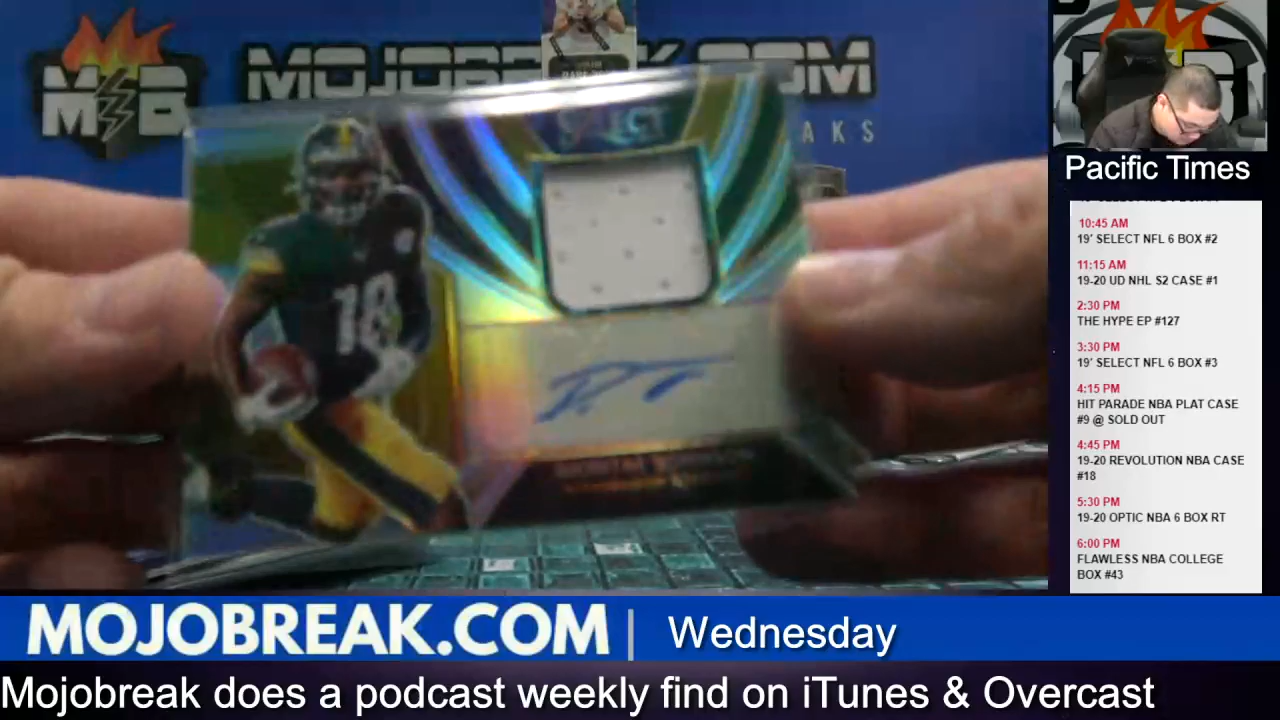 MOJOBREAK.COM
M B
AKS
SELECT
18
Pacific Times
10:45 AM
19' SELECT NFL 6 BOX #2
11:15 AM
19-20 UD NHL S2 CASE #1
2:30 PM
THE HYPE EP #127
3:30 PM
19' SELECT NFL 6 BOX #3
4:15 PM
HIT PARADE NBA PLAT CASE
#9 @ SOLD OUT
4:45 PM
19-20 REVOLUTION NBA CASE
#18
5:30 PM
19-20 OPTIC NBA 6 BOX RT
6:00 PM
FLAWLESS NBA COLLEGE
BOX #43
MOJOBREAK.COM | Wednesday
Mojobreak does a podcast weekly find on iTunes & Overcast